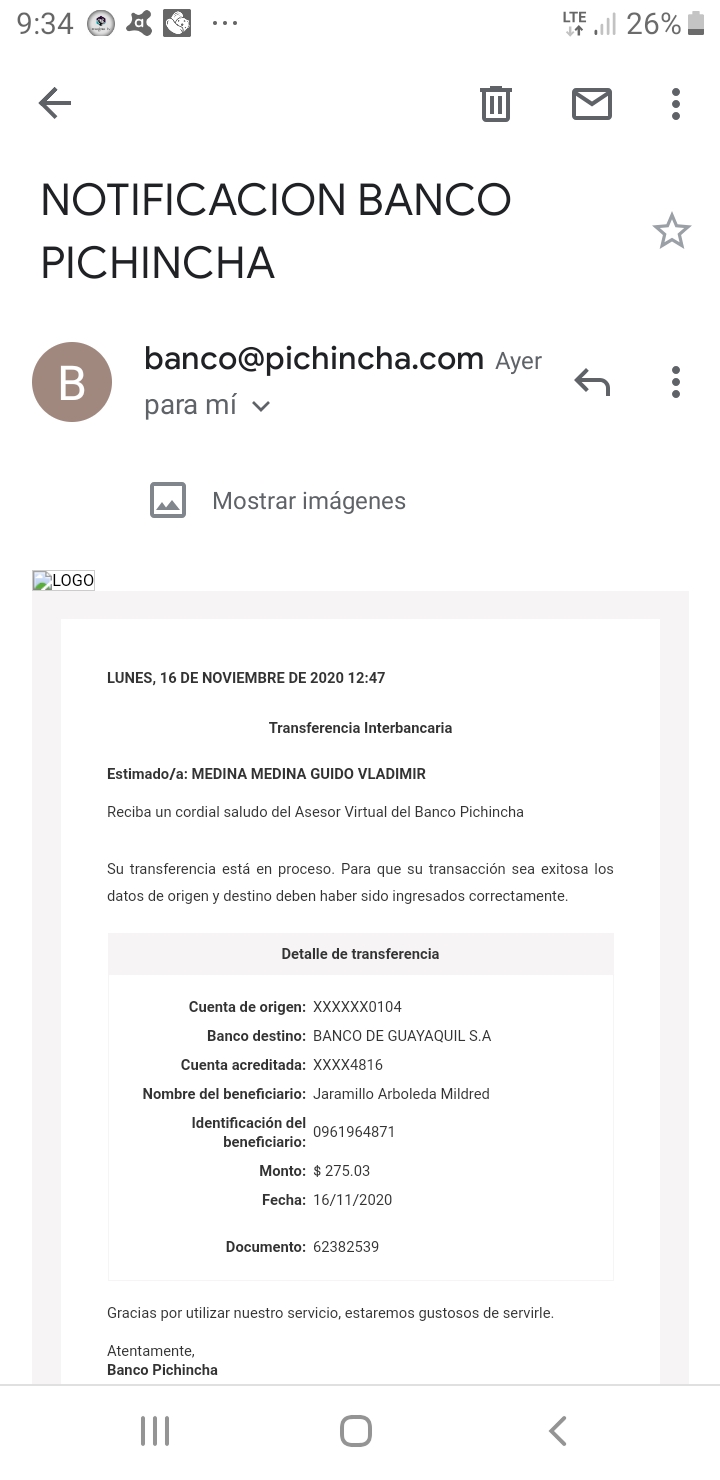 9:34
LTE 26%
NOTIFICACION BANCO
PICHINCHA
B
banco@pichincha.com Ayer
para mí
Mostrar imágenes
LOGO
LUNES, 16 DE NOVIEMBRE DE 2020 12:47
Transferencia Interbancaria
Estimado/a: MEDINA MEDINA GUIDO VLADIMIR
Reciba un cordial saludo del Asesor Virtual del Banco Pichincha
Su transferencia está en proceso. Para que su transacción sea exitosa los
datos de origen y destino deben haber sido ingresados correctamente.
Detalle de transferencia
Cuenta de origen: XXXXXX0104
Banco destino: BANCO DE GUAYAQUIL S.A
Cuenta acreditada: XXXX4816
Nombre del beneficiario: Jaramillo Arboleda Mildred
Identificación del
beneficiario: 0961964871
Monto: $ 275.03
Fecha: 16/11/2020
Documento: 62382539
Gracias por utilizar nuestro servicio, estaremos gustosos de servirle.
Atentamente,
Banco Pichincha